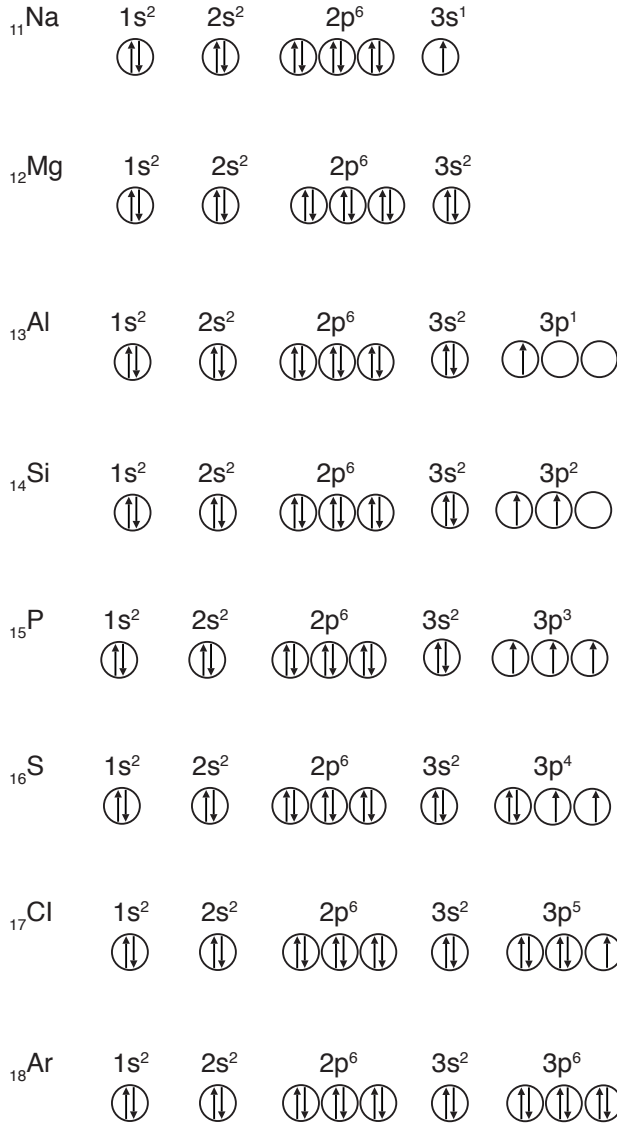 ₁₁Na 1s² 2s² 2p⁶ 3s¹
₁₂Mg 1s² 2s² 2p⁶ 3s²
₁₃Al 1s² 2s² 2p⁶ 3s² 3p¹
₁₄Si 1s² 2s² 2p⁶ 3s² 3p²
₁₅P 1s² 2s² 2p⁶ 3s² 3p³
₁₆S 1s² 2s² 2p⁶ 3s² 3p⁴
₁₇Cl 1s² 2s² 2p⁶ 3s² 3p⁵
₁₈Ar 1s² 2s² 2p⁶ 3s² 3p⁶